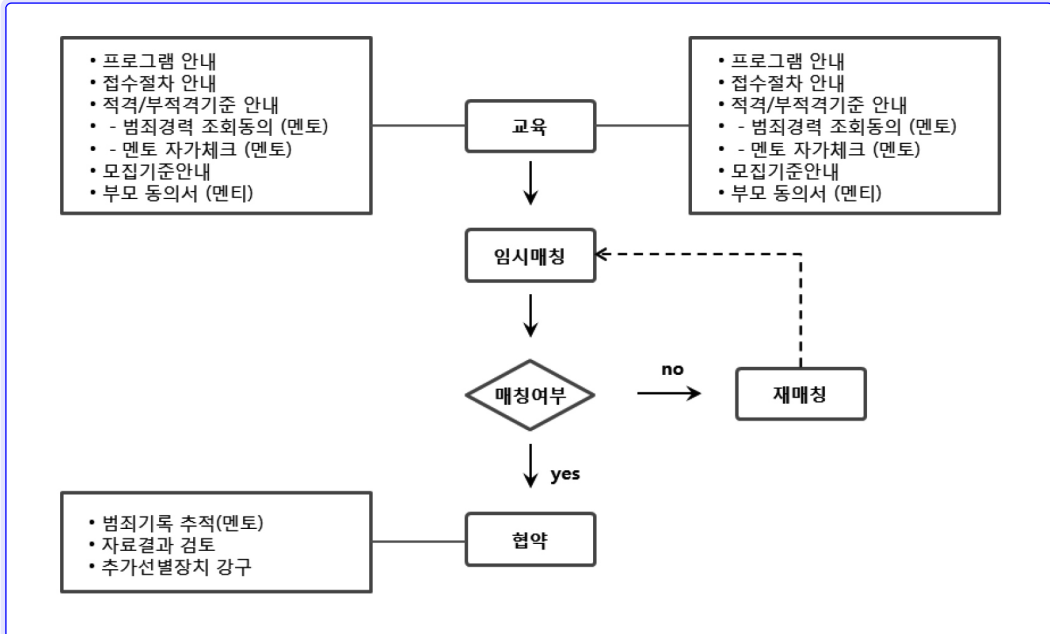 • 프로그램 안내
• 접수절차 안내
• 적격/부적격기준 안내
• - 범죄경력 조회동의 (멘토)
• - 멘토 자가체크 (멘토)
• 모집기준안내
• 부모 동의서 (멘티)
교육
• 프로그램 안내
• 접수절차 안내
• 적격/부적격기준 안내
• - 범죄경력 조회동의 (멘토)
• - 멘토 자가체크 (멘토)
• 모집기준안내
• 부모 동의서 (멘티)
임시매칭
매칭여부
no
재매칭
yes
• 범죄기록 추적(멘토)
• 자료결과 검토
• 추가선별장치 강구
협약